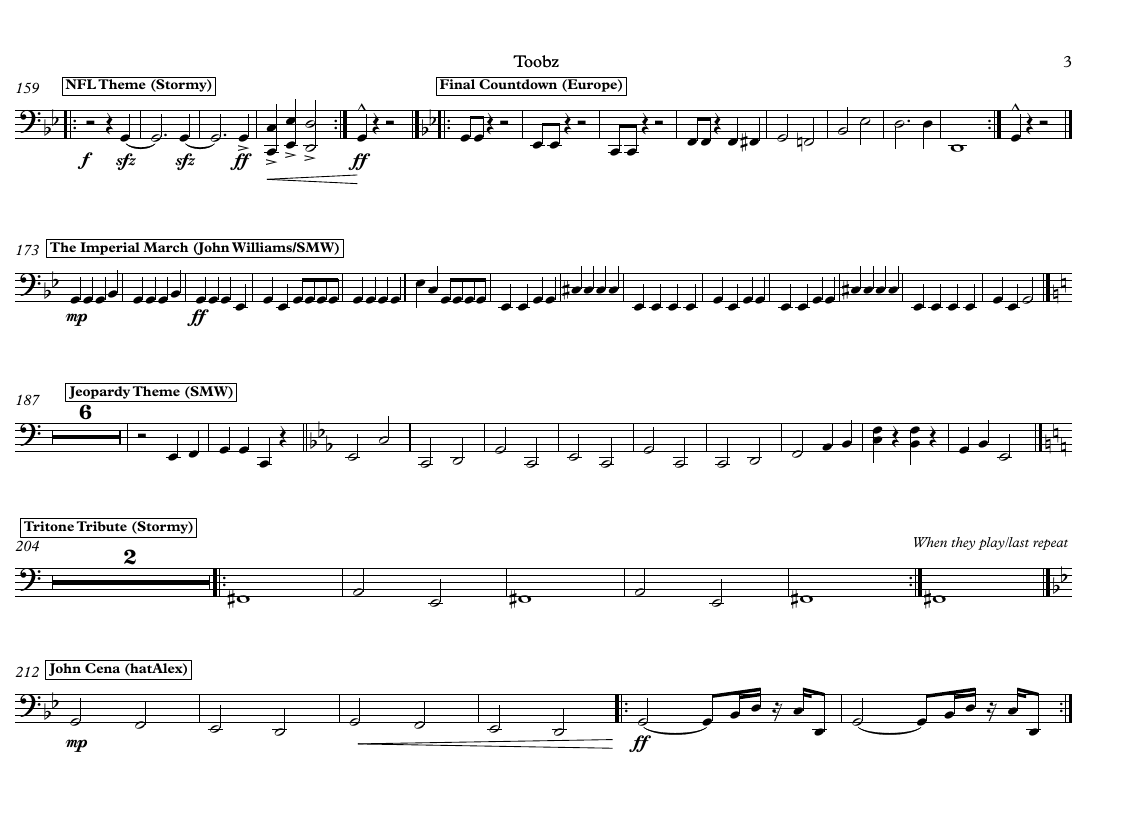 Toobz
3
159
NFL Theme (Stormy)
Final Countdown (Europe)
f sfz sfz ff ff
173
The Imperial March (John Williams/SMW)
mp ff
187
Jeopardy Theme (SMW)
6
Tritone Tribute (Stormy)
204
2
When they play/last repeat
212
John Cena (hatAlex)
mp ff